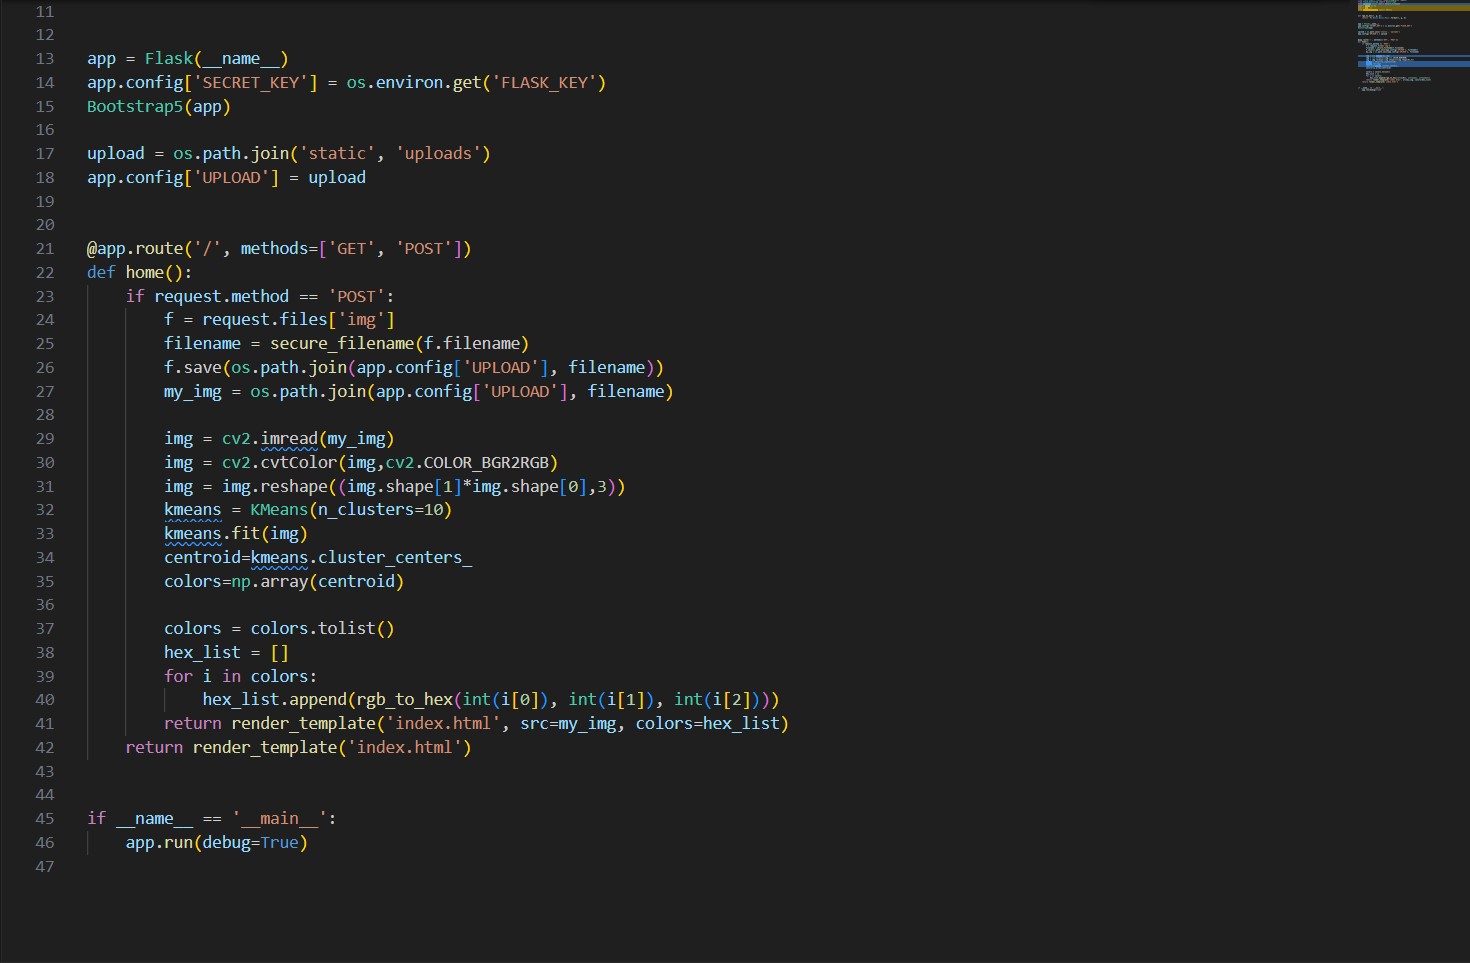 11
12
13 app = Flask(__name__)
14 app.config['SECRET_KEY'] = os.environ.get('FLASK_KEY')
15 Bootstrap5(app)
16
17 upload = os.path.join('static', 'uploads')
18 app.config['UPLOAD'] = upload
19
20
21 @app.route('/', methods=['GET', 'POST'])
22 def home():
23     if request.method == 'POST':
24         f = request.files['img']
25         filename = secure_filename(f.filename)
26         f.save(os.path.join(app.config['UPLOAD'], filename))
27         my_img = os.path.join(app.config['UPLOAD'], filename)
28
29         img = cv2.imread(my_img)
30         img = cv2.cvtColor(img,cv2.COLOR_BGR2RGB)
31         img = img.reshape((img.shape[1]*img.shape[0],3))
32         kmeans = KMeans(n_clusters=10)
33         kmeans.fit(img)
34         centroid=kmeans.cluster_centers_
35         colors=np.array(centroid)
36
37         colors = colors.tolist()
38         hex_list = []
39         for i in colors:
40             hex_list.append(rgb_to_hex(int(i[0]), int(i[1]), int(i[2])))
41         return render_template('index.html', src=my_img, colors=hex_list)
42     return render_template('index.html')
43
44
45 if __name__ == '__main__':
46     app.run(debug=True)
47